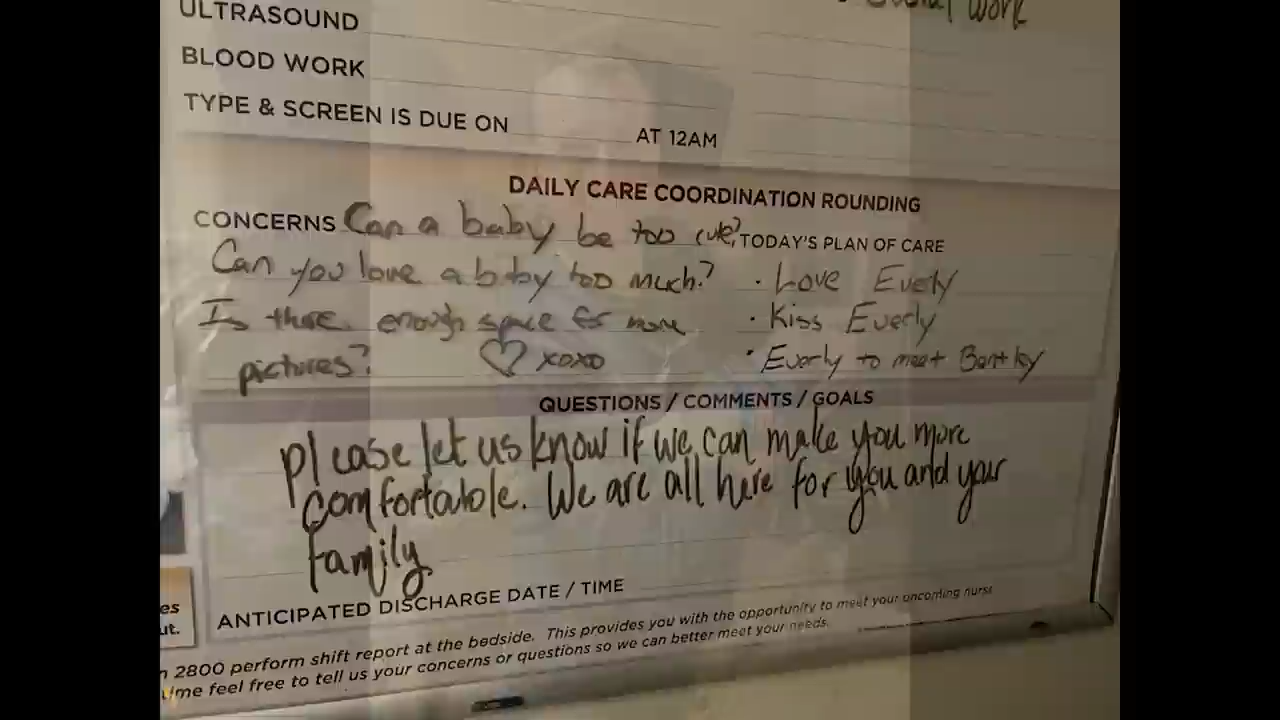 Social Work
ULTRASOUND
BLOOD WORK
TYPE & SCREEN IS DUE ON AT 12AM
DAILY CARE COORDINATION ROUNDING
CONCERNS Can a baby be too cute?
Can you love a baby too much?
Is there enough space for more
pictures? ♡ xoxo
TODAY'S PLAN OF CARE
· Love Everly
· Kiss Everly
· Everly to meet Bentley
QUESTIONS / COMMENTS / GOALS
please let us know if we can make you more
comfortable. We are all here for you and your
family.
ANTICIPATED DISCHARGE DATE / TIME
2800 perform shift report at the bedside. This provides you with the opportunity to meet your oncoming nurse
time feel free to tell us your concerns or questions so we can better meet your needs.
es
ut.